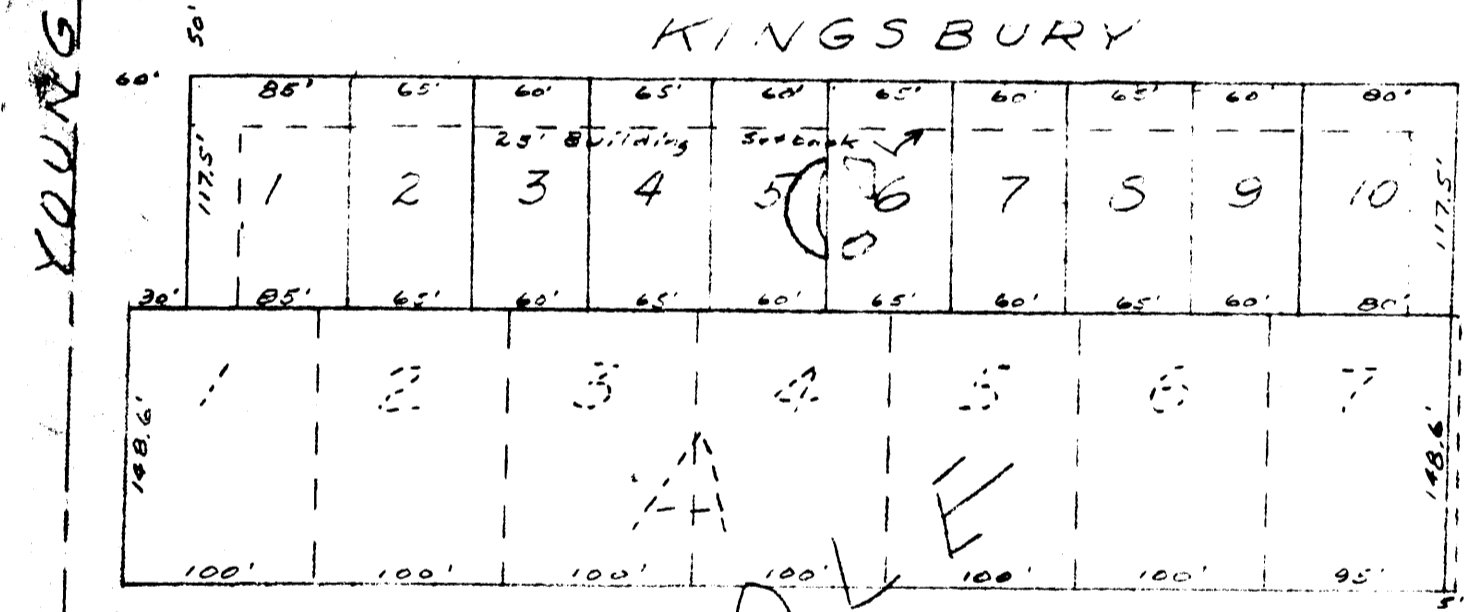 YOUNG
50'
KINGSBURY
60' 85' 65' 60' 65' 60' 65' 60' 65' 60' 80'
25' Building Setback
117.5' 1 2 3 4 5 6 7 8 9 10 117.5'
30' 85' 65' 60' 65' 60' 65' 60' 65' 60' 80'
1 2 3 4 5 6 7
148.6' 148.6'
A
100' 100' 100' 100' 100' 100' 95'
5'